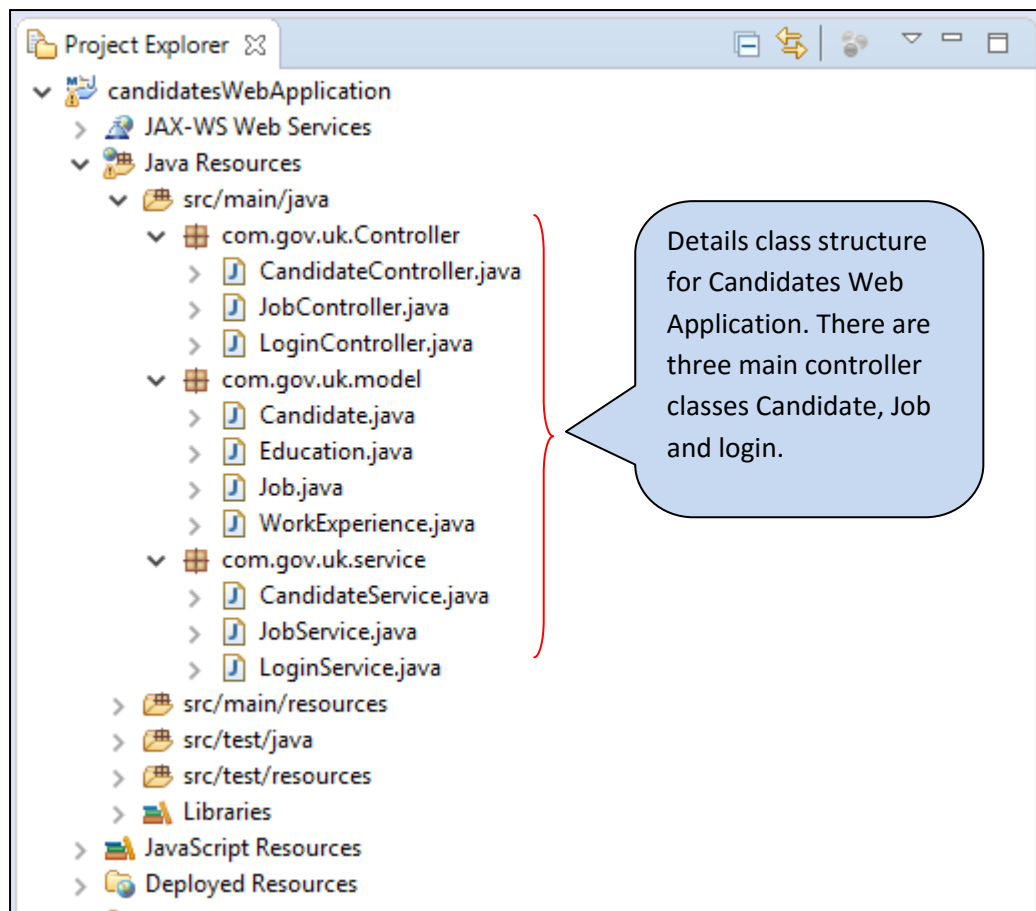 Project Explorer
candidatesWebApplication
JAX-WS Web Services
Java Resources
src/main/java
com.gov.uk.Controller
CandidateController.java
JobController.java
LoginController.java
com.gov.uk.model
Candidate.java
Education.java
Job.java
WorkExperience.java
com.gov.uk.service
CandidateService.java
JobService.java
LoginService.java
src/main/resources
src/test/java
src/test/resources
Libraries
JavaScript Resources
Deployed Resources
Details class structure
for Candidates Web
Application. There are
three main controller
classes Candidate, Job
and login.